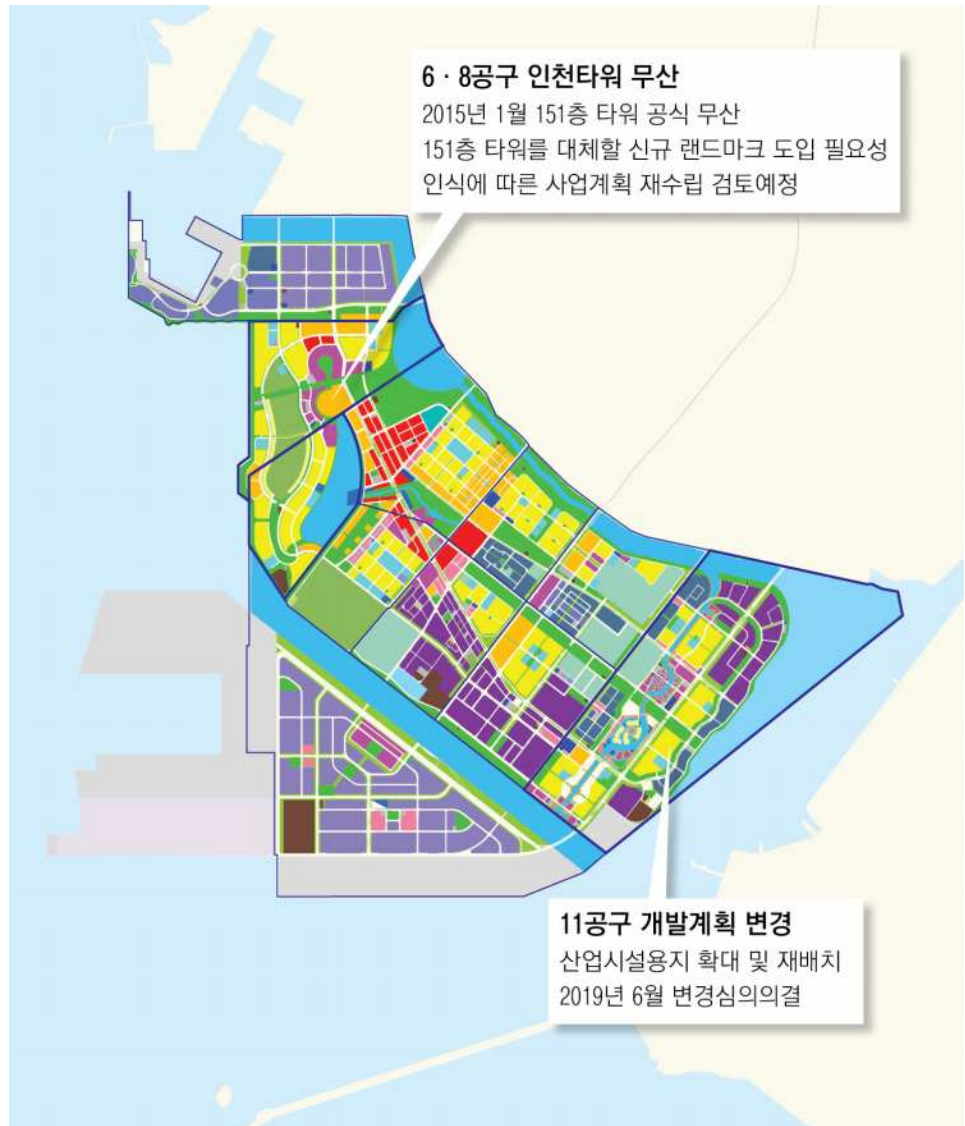 6 · 8공구 인천타워 무산
2015년 1월 151층 타워 공식 무산
151층 타워를 대체할 신규 랜드마크 도입 필요성
인식에 따른 사업계획 재수립 검토예정
11공구 개발계획 변경
산업시설용지 확대 및 재배치
2019년 6월 변경심의의결